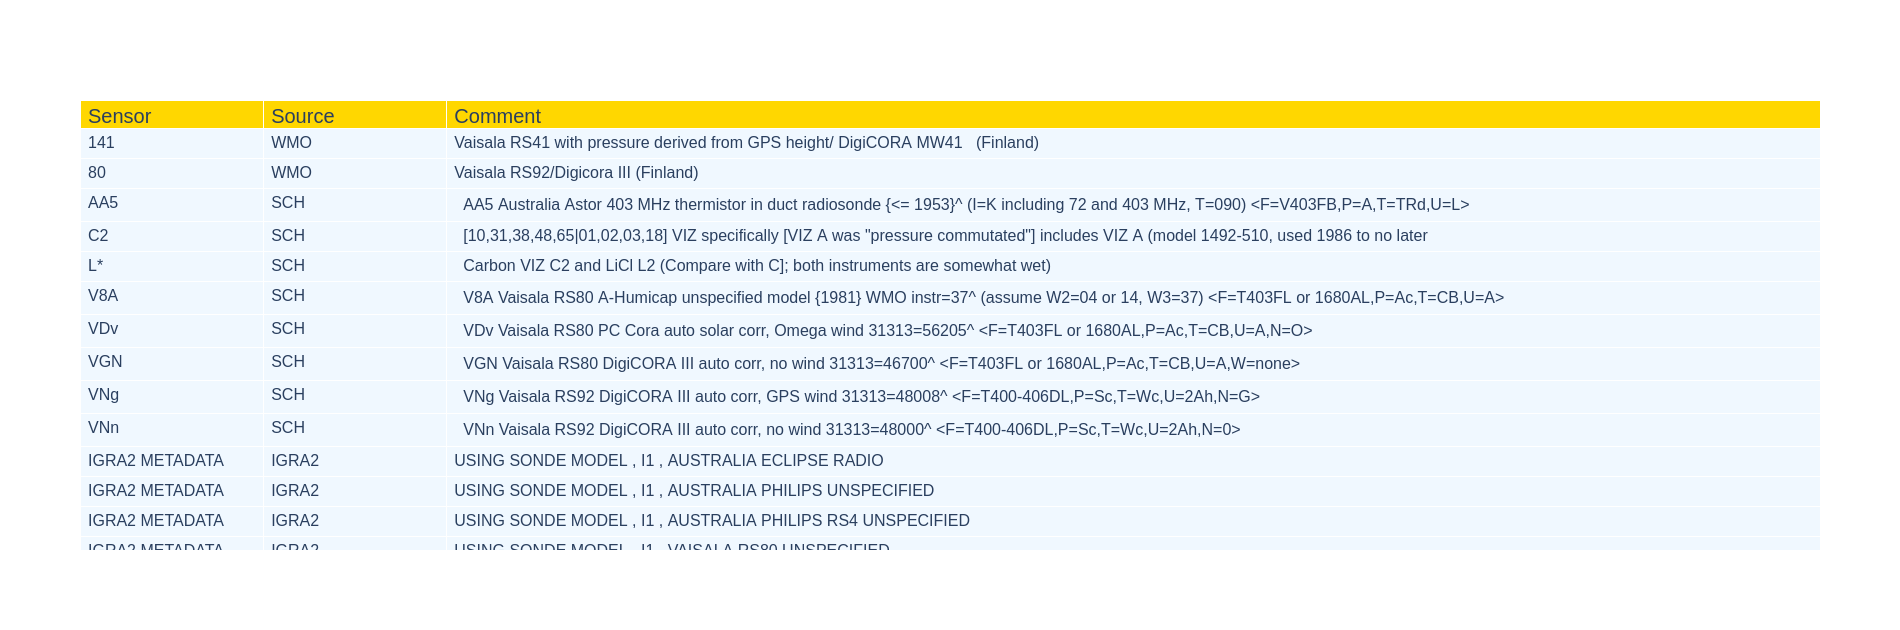 Sensor Source Comment
141 WMO Vaisala RS41 with pressure derived from GPS height/ DigiCORA MW41   (Finland)
80 WMO Vaisala RS92/Digicora III (Finland)
AA5 SCH AA5 Australia Astor 403 MHz thermistor in duct radiosonde {<= 1953}^ (I=K including 72 and 403 MHz, T=090) <F=V403FB,P=A,T=TRd,U=L>
C2 SCH [10,31,38,48,65|01,02,03,18] VIZ specifically [VIZ A was "pressure commutated"] includes VIZ A (model 1492-510, used 1986 to no later
L* SCH Carbon VIZ C2 and LiCl L2 (Compare with C]; both instruments are somewhat wet)
V8A SCH V8A Vaisala RS80 A-Humicap unspecified model {1981} WMO instr=37^ (assume W2=04 or 14, W3=37) <F=T403FL or 1680AL,P=Ac,T=CB,U=A>
VDv SCH VDv Vaisala RS80 PC Cora auto solar corr, Omega wind 31313=56205^ <F=T403FL or 1680AL,P=Ac,T=CB,U=A,N=O>
VGN SCH VGN Vaisala RS80 DigiCORA III auto corr, no wind 31313=46700^ <F=T403FL or 1680AL,P=Ac,T=CB,U=A,W=none>
VNg SCH VNg Vaisala RS92 DigiCORA III auto corr, GPS wind 31313=48008^ <F=T400-406DL,P=Sc,T=Wc,U=2Ah,N=G>
VNn SCH VNn Vaisala RS92 DigiCORA III auto corr, no wind 31313=48000^ <F=T400-406DL,P=Sc,T=Wc,U=2Ah,N=0>
IGRA2 METADATA IGRA2 USING SONDE MODEL , I1 , AUSTRALIA ECLIPSE RADIO
IGRA2 METADATA IGRA2 USING SONDE MODEL , I1 , AUSTRALIA PHILIPS UNSPECIFIED
IGRA2 METADATA IGRA2 USING SONDE MODEL , I1 , AUSTRALIA PHILIPS RS4 UNSPECIFIED
IGRA2 METADATA IGRA2 USING SONDE MODEL , I1 , VAISALA RS80 UNSPECIFIED